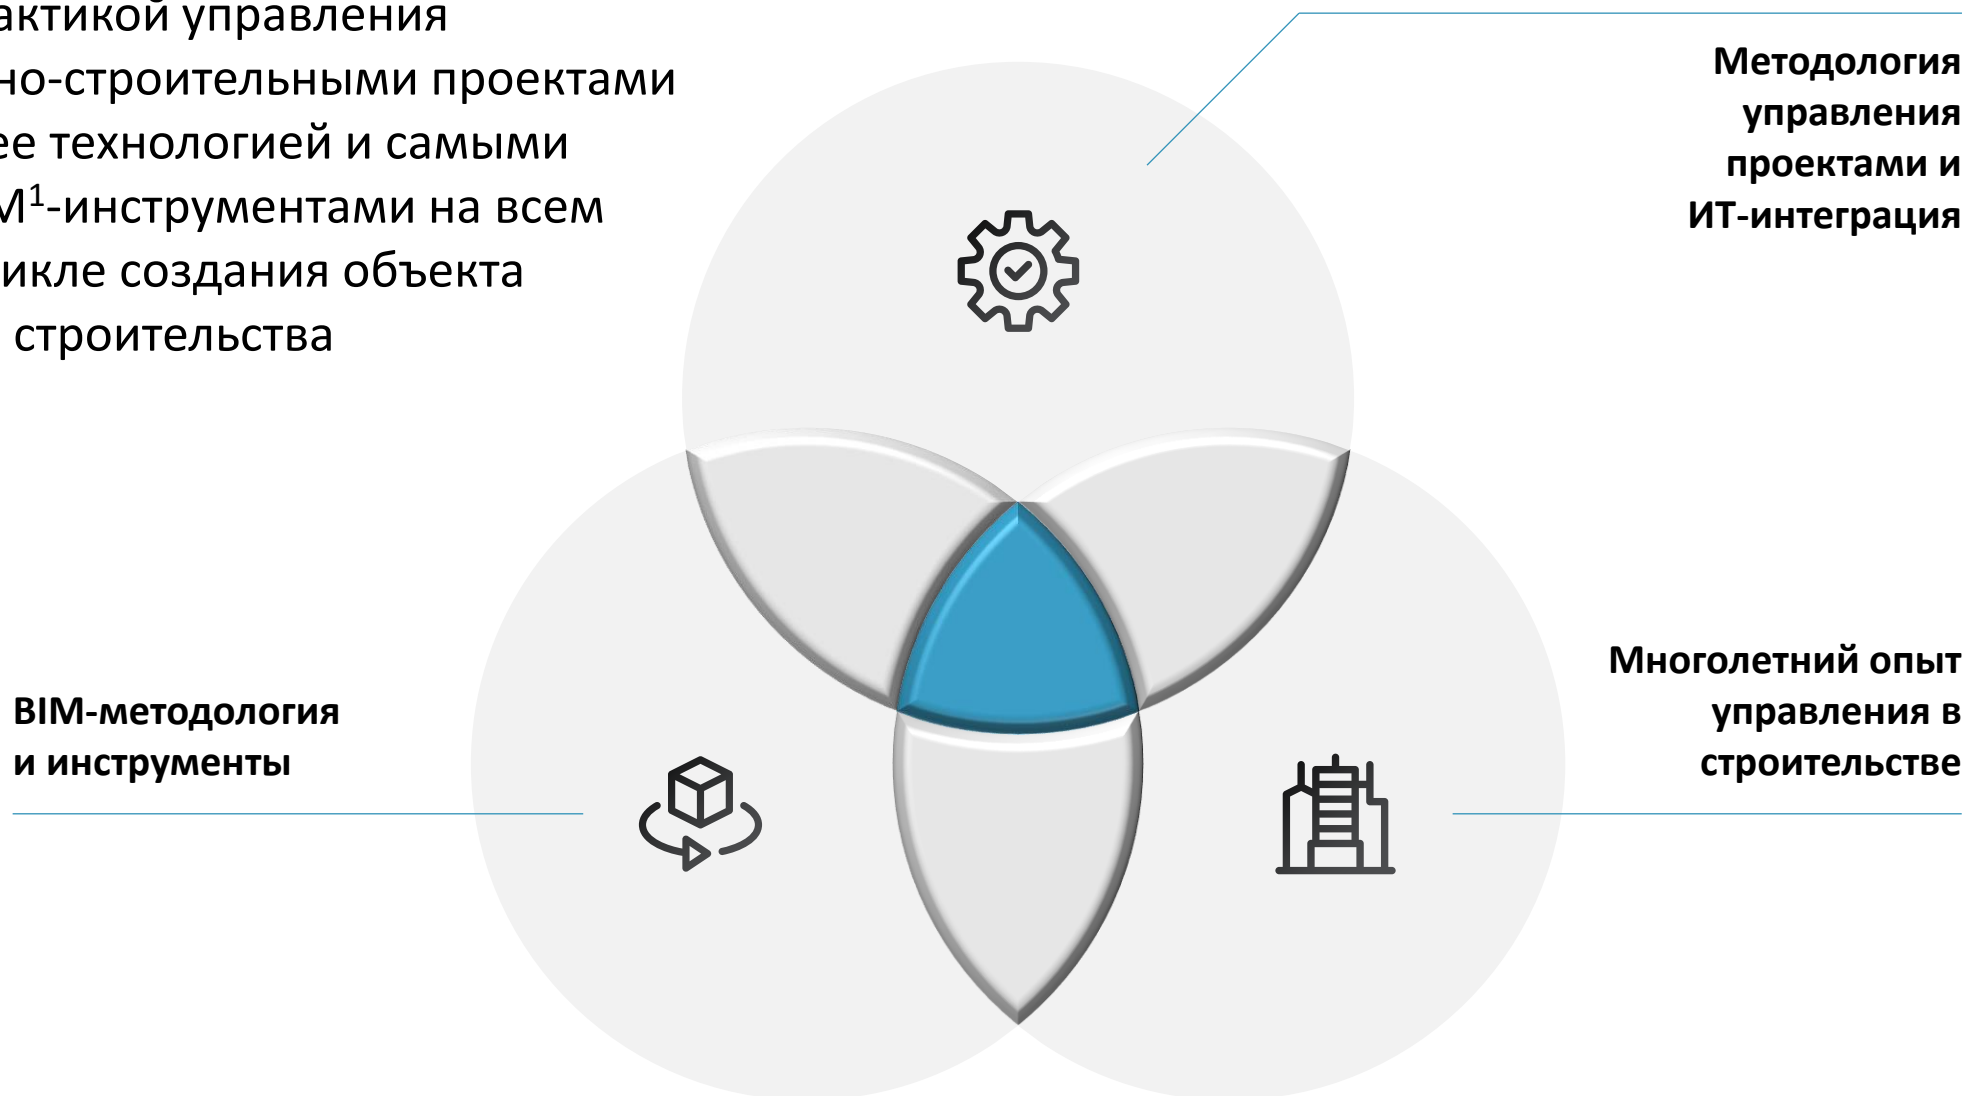 актикой управления
но-строительными проектами
ее технологией и самыми
М¹-инструментами на всем
икле создания объекта
строительства
Методология
управления
проектами и
ИТ-интеграция
BIM-методология
и инструменты
Многолетний опыт
управления в
строительстве